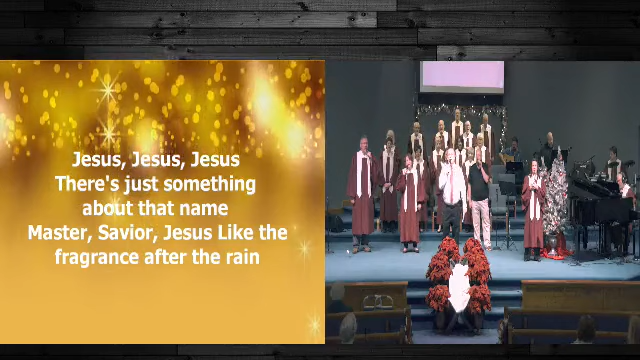 Jesus, Jesus, Jesus
There's just something
about that name
Master, Savior, Jesus Like the
fragrance after the rain